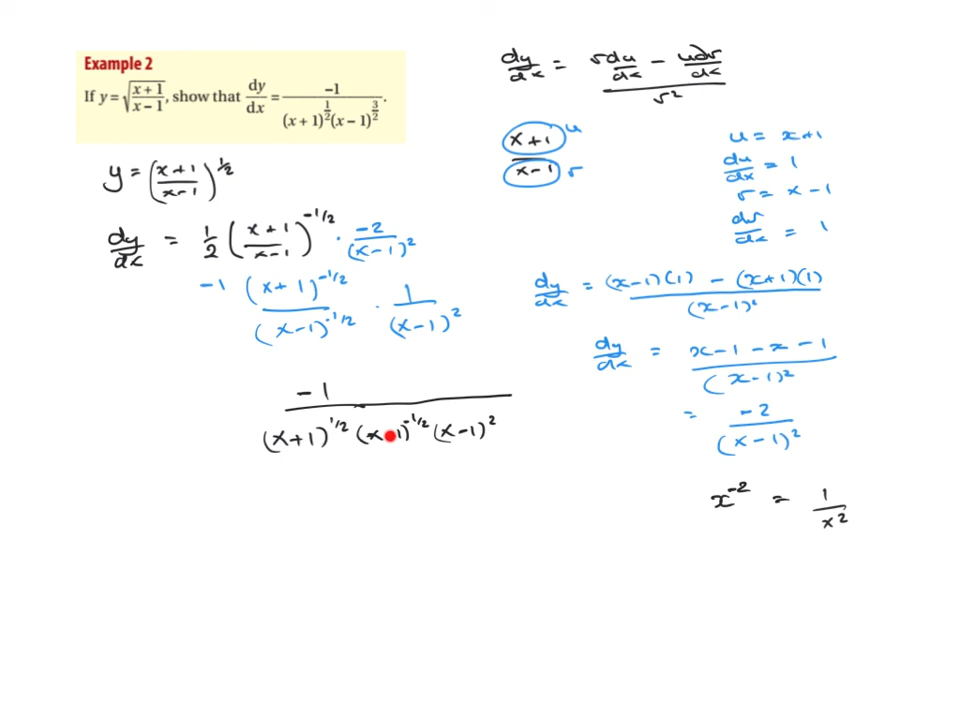 Example 2
If y = √((x + 1)/(x − 1)), show that dy/dx = −1/((x + 1)^(1/2)(x − 1)^(3/2)).
y = ((x+1)/(x−1))^(1/2)
dy/dx = 1/2 ((x+1)/(x−1))^(−1/2) · −2/(x−1)^2
−1 (x+1)^(−1/2)/(x−1)^(−1/2) · 1/(x−1)^2
−1/((x+1)^(1/2) (x−1)^(−1/2) (x−1)^2)
dy/dx = (v du/dx − u dv/dx)/v^2
(x+1)/(x−1) u v
u = x+1
du/dx = 1
v = x−1
dv/dx = 1
dy/dx = ((x−1)(1) − (x+1)(1))/(x−1)^2
dy/dx = (x−1−x−1)/(x−1)^2
= −2/(x−1)^2
x^−2 = 1/x^2